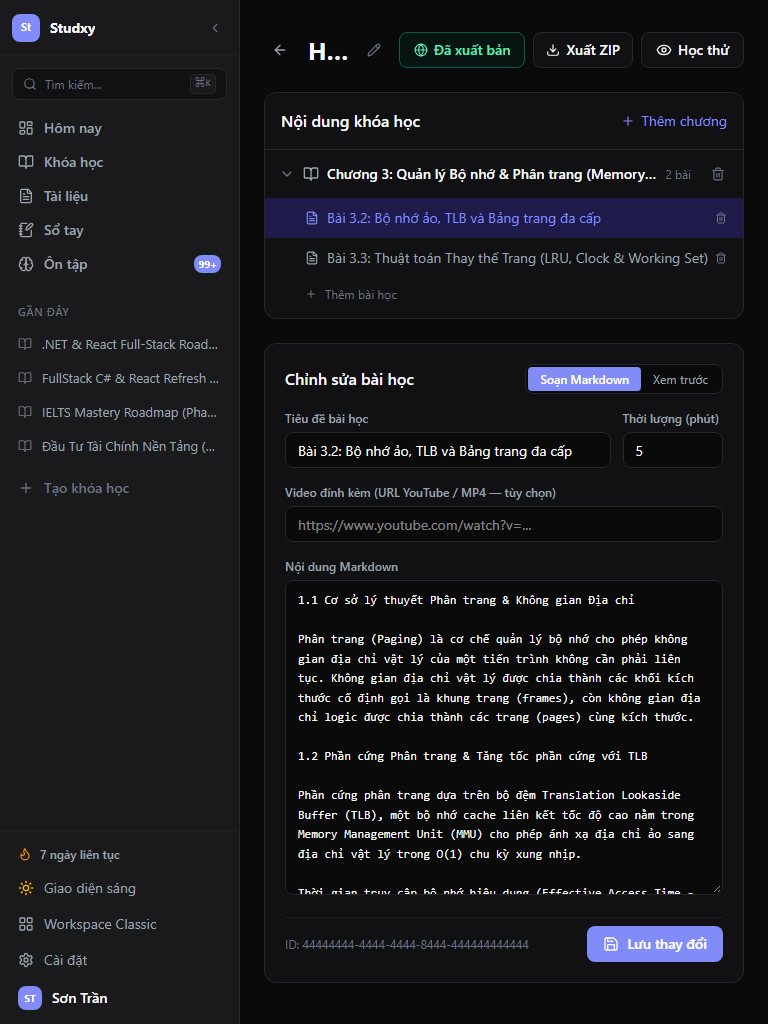 St
Studxy
Tìm kiếm...
⌘K
Hôm nay
Khóa học
Tài liệu
Sổ tay
Ôn tập
99+
GẦN ĐÂY
.NET & React Full-Stack Road...
FullStack C# & React Refresh ...
IELTS Mastery Roadmap (Pha...
Đầu Tư Tài Chính Nền Tảng (...
Tạo khóa học
7 ngày liên tục
Giao diện sáng
Workspace Classic
Cài đặt
ST
Sơn Trần
H...
Đã xuất bản
Xuất ZIP
Học thử
Nội dung khóa học
Thêm chương
Chương 3: Quản lý Bộ nhớ & Phân trang (Memory...
2 bài
Bài 3.2: Bộ nhớ ảo, TLB và Bảng trang đa cấp
Bài 3.3: Thuật toán Thay thế Trang (LRU, Clock & Working Set)
Thêm bài học
Chỉnh sửa bài học
Soạn Markdown
Xem trước
Tiêu đề bài học
Thời lượng (phút)
Bài 3.2: Bộ nhớ ảo, TLB và Bảng trang đa cấp
5
Video đính kèm (URL YouTube / MP4 — tùy chọn)
https://www.youtube.com/watch?v=...
Nội dung Markdown
1.1 Cơ sở lý thuyết Phân trang & Không gian Địa chỉ
Phân trang (Paging) là cơ chế quản lý bộ nhớ cho phép không
gian địa chỉ vật lý của một tiến trình không cần phải liên
tục. Không gian địa chỉ vật lý được chia thành các khối kích
thước cố định gọi là khung trang (frames), còn không gian địa
chỉ logic được chia thành các trang (pages) cùng kích thước.
1.2 Phần cứng Phân trang & Tăng tốc phần cứng với TLB
Phần cứng phân trang dựa trên bộ đệm Translation Lookaside
Buffer (TLB), một bộ nhớ cache liên kết tốc độ cao nằm trong
Memory Management Unit (MMU) cho phép ánh xạ địa chỉ ảo sang
địa chỉ vật lý trong O(1) chu kỳ xung nhịp.
Thời gian truy cập bộ nhớ hiệu dụng (Effective Access Time -
ID: 44444444-4444-4444-8444-444444444444
Lưu thay đổi